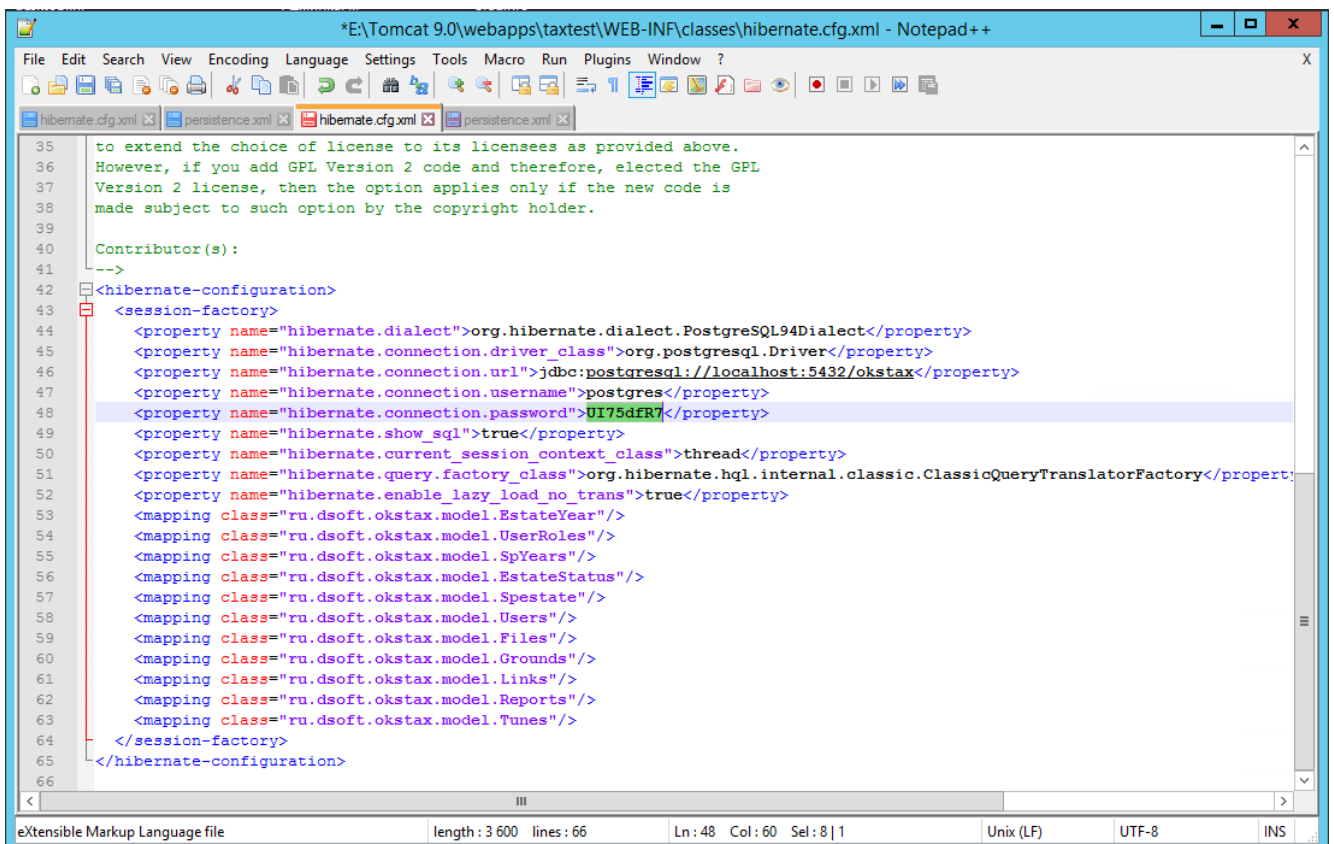 *E:\Tomcat 9.0\webapps\taxtest\WEB-INF\classes\hibernate.cfg.xml - Notepad++
File Edit Search View Encoding Language Settings Tools Macro Run Plugins Window ? X
hibernate.cfg.xml persistence.xml hibernate.cfg.xml persistence.xml
35 to extend the choice of license to its licensees as provided above.
36 However, if you add GPL Version 2 code and therefore, elected the GPL
37 Version 2 license, then the option applies only if the new code is
38 made subject to such option by the copyright holder.
39
40 Contributor(s):
41 -->
42 <hibernate-configuration>
43 <session-factory>
44 <property name="hibernate.dialect">org.hibernate.dialect.PostgreSQL94Dialect</property>
45 <property name="hibernate.connection.driver_class">org.postgresql.Driver</property>
46 <property name="hibernate.connection.url">jdbc:postgresql://localhost:5432/okstax</property>
47 <property name="hibernate.connection.username">postgres</property>
48 <property name="hibernate.connection.password">UI75dfR7</property>
49 <property name="hibernate.show_sql">true</property>
50 <property name="hibernate.current_session_context_class">thread</property>
51 <property name="hibernate.query.factory_class">org.hibernate.hql.internal.classic.ClassicQueryTranslatorFactory</property
52 <property name="hibernate.enable_lazy_load_no_trans">true</property>
53 <mapping class="ru.dsoft.okstax.model.EstateYear"/>
54 <mapping class="ru.dsoft.okstax.model.UserRoles"/>
55 <mapping class="ru.dsoft.okstax.model.SpYears"/>
56 <mapping class="ru.dsoft.okstax.model.EstateStatus"/>
57 <mapping class="ru.dsoft.okstax.model.Spestate"/>
58 <mapping class="ru.dsoft.okstax.model.Users"/>
59 <mapping class="ru.dsoft.okstax.model.Files"/>
60 <mapping class="ru.dsoft.okstax.model.Grounds"/>
61 <mapping class="ru.dsoft.okstax.model.Links"/>
62 <mapping class="ru.dsoft.okstax.model.Reports"/>
63 <mapping class="ru.dsoft.okstax.model.Tunes"/>
64 </session-factory>
65 </hibernate-configuration>
66
eXtensible Markup Language file length : 3 600 lines : 66 Ln : 48 Col : 60 Sel : 8 | 1 Unix (LF) UTF-8 INS